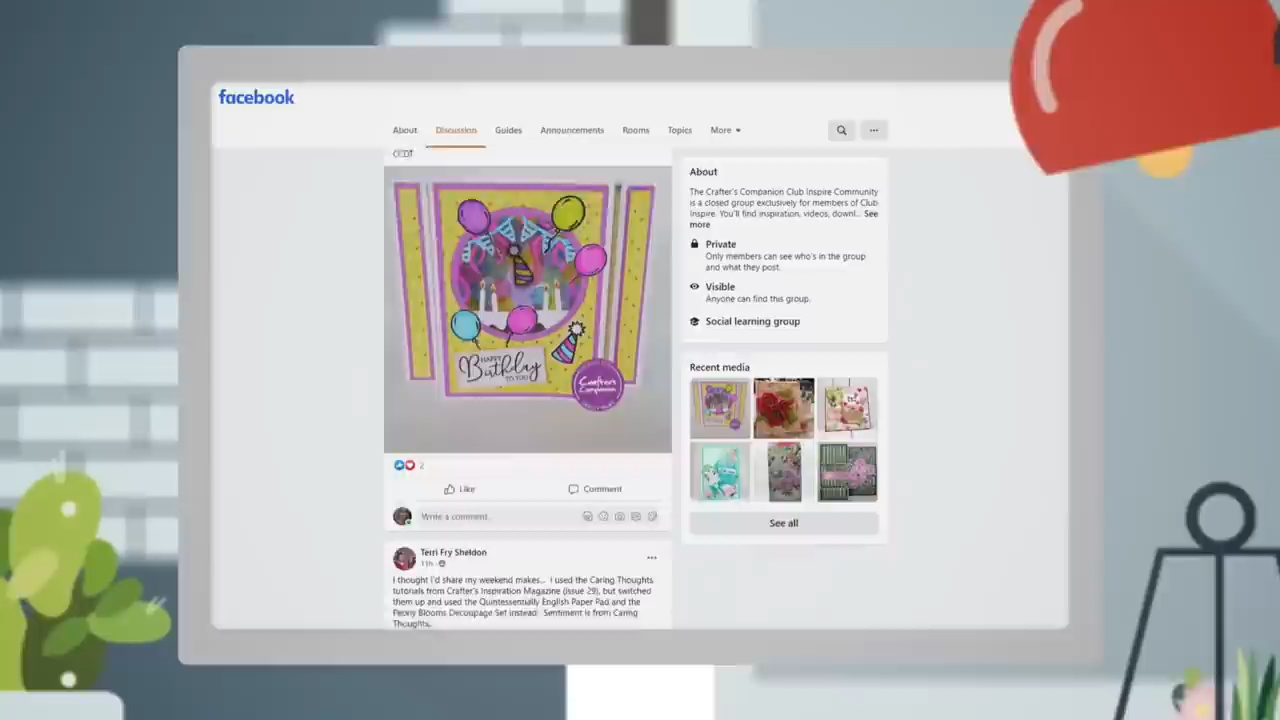 facebook
About Discussion Guides Announcements Rooms Topics More
HAPPY
Birthday
TO YOU
Crafter's
Companion
2
Like Comment
Write a comment...
Terri Fry Sheldon
11h
I thought I'd share my weekend makes... I used the Caring Thoughts
tutorials from Crafter's Inspiration Magazine (Issue 29), but switched
them up and used the Quintessentially English Paper Pad and the
Peony Blooms Decoupage Set instead. Sentiment is from Caring
Thoughts.
About
The Crafter's Companion Club Inspire Community
is a closed group exclusively for members of Club
Inspire. You'll find inspiration, videos, downl... See
more
Private
Only members can see who's in the group
and what they post.
Visible
Anyone can find this group.
Social learning group
Recent media
See all